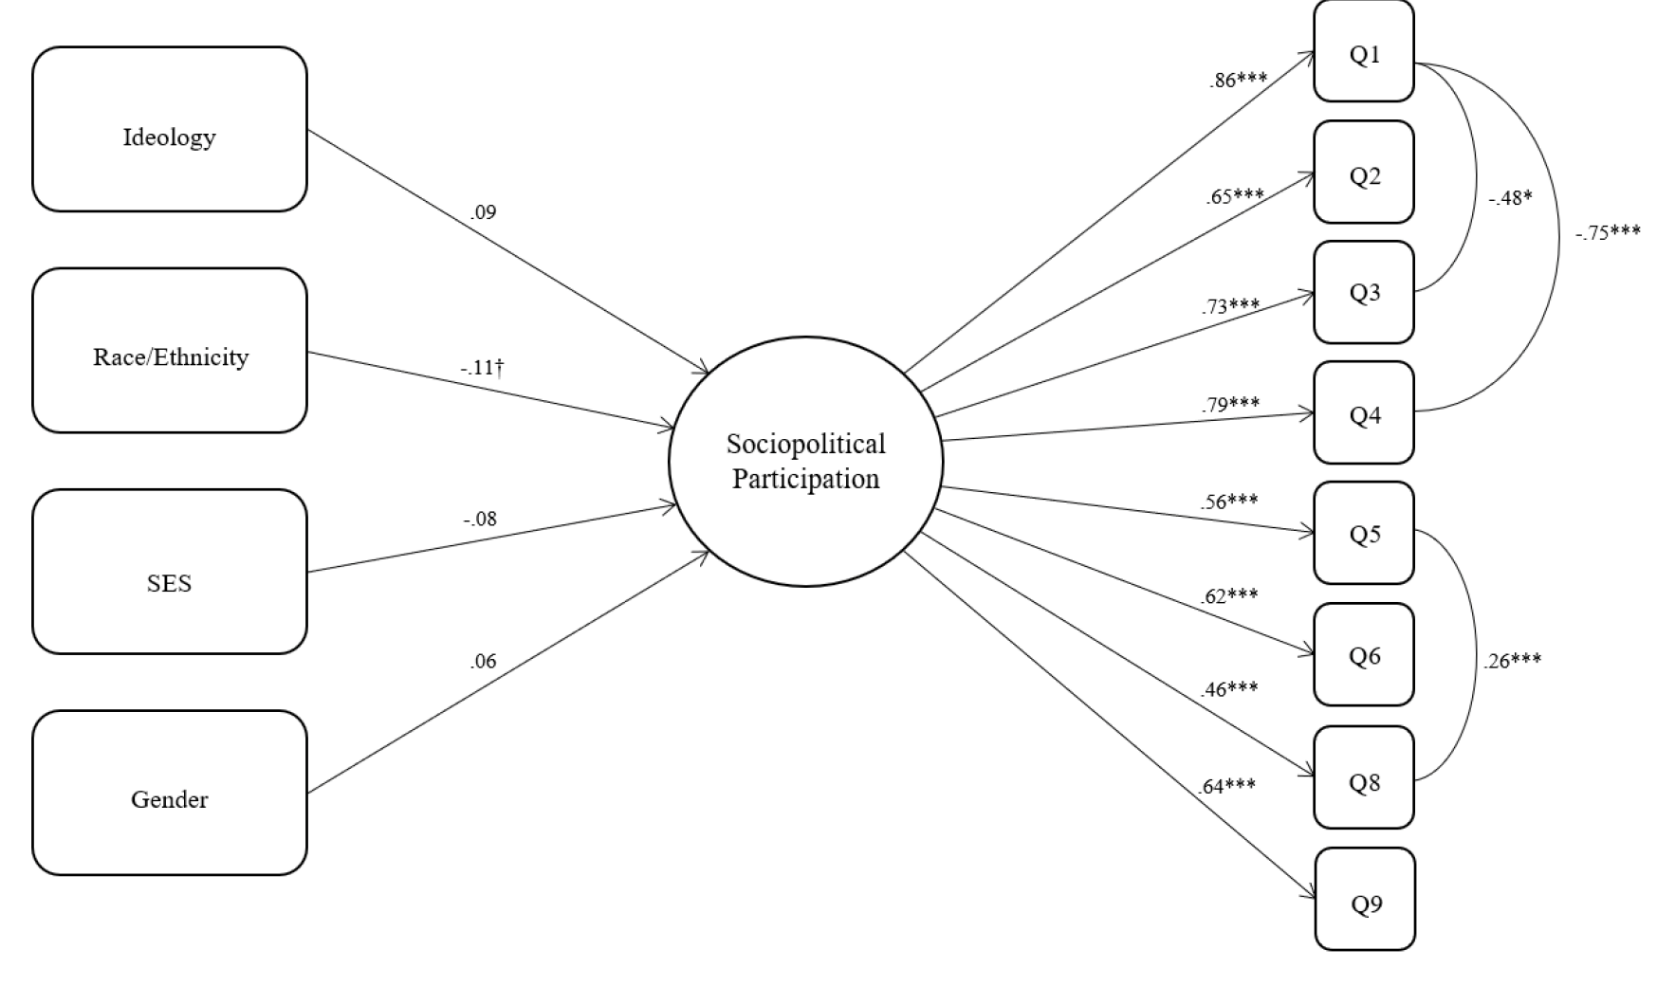 Ideology
Race/Ethnicity
SES
Gender
.09
-.11†
-.08
.06
Sociopolitical
Participation
.86***
.65***
.73***
.79***
.56***
.62***
.46***
.64***
Q1
Q2
Q3
Q4
Q5
Q6
Q8
Q9
-.48*
-.75***
.26***